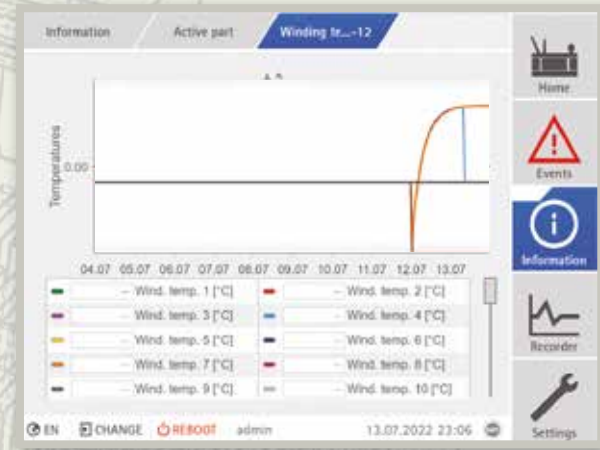 Information Active part Winding te...-12
Home
Temperatures
0.00
Events
Information
04.07 05.07 06.07 07.07 08.07 09.07 10.07 11.07 12.07 13.07
-- Wind. temp. 1 [°C] -- Wind. temp. 2 [°C]
-- Wind. temp. 3 [°C] -- Wind. temp. 4 [°C]
-- Wind. temp. 5 [°C] -- Wind. temp. 6 [°C]
-- Wind. temp. 7 [°C] -- Wind. temp. 8 [°C]
-- Wind. temp. 9 [°C] -- Wind. temp. 10 [°C]
Recorder
EN CHANGE REBOOT admin 13.07.2022 23:06
Settings